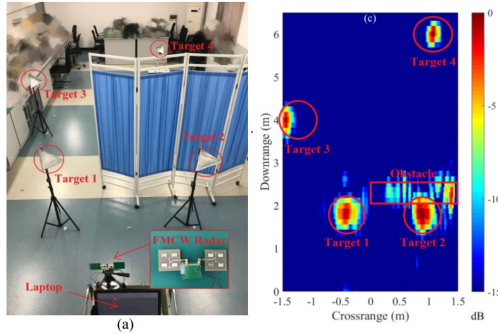 Target 4
Target 3
Target 2
Target 1
FMCW Radar
Laptop
(a)
(c)
6
5
4
3
2
1
0
Downrange (m)
Target 4
Target 3
Obstacle
Target 1
Target 2
-1.5 -1 -0.5 0 0.5 1 1.5
Crossrange (m)
0
-5
-10
-15
dB